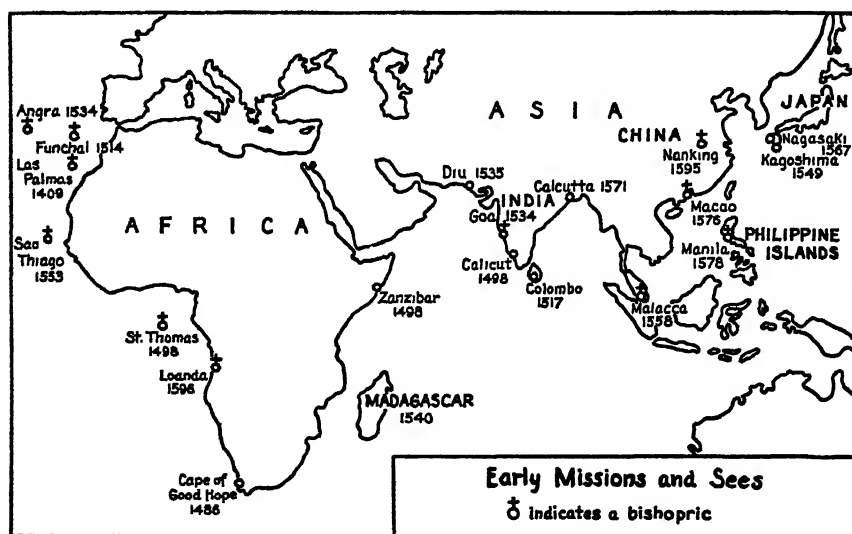 Angra 1534
Funchal 1514
Las
Palmas
1409
Sao
Thiago
1553
AFRICA
St. Thomas
1498
Loanda
1596
Cape of
Good Hope
1486
MADAGASCAR
1540
Zanzibar
1498
ASIA
Diu 1535
INDIA
Goa 1534
Calicut
1498
Calcutta 1571
Colombo
1517
CHINA
Nanking
1595
Macao
1576
JAPAN
Nagasaki
1567
Kagoshima
1549
PHILIPPINE
ISLANDS
Manila
1578
Malacca
1558
Early Missions and Sees
indicates a bishopric